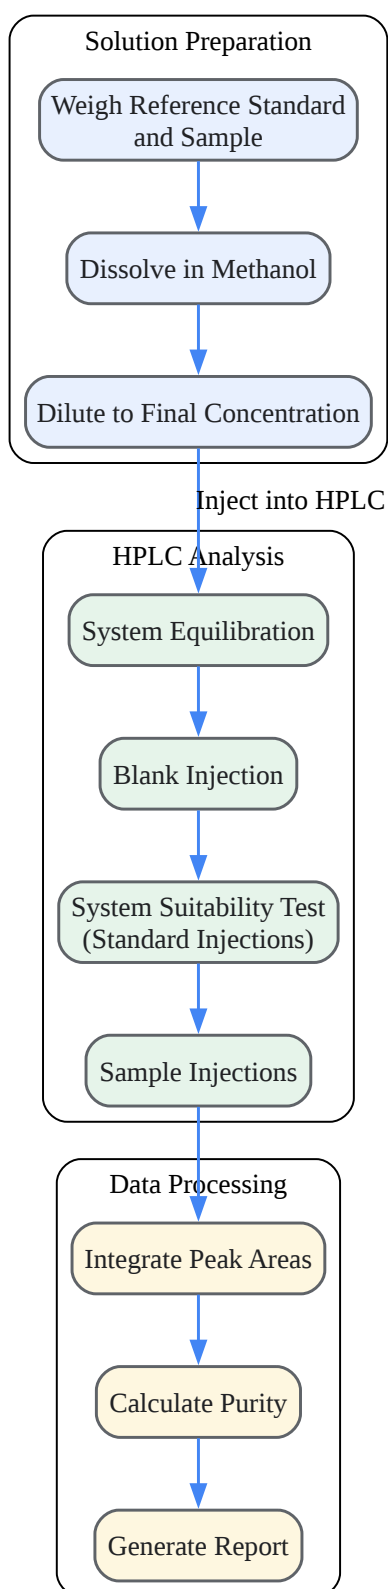 Solution Preparation
Weigh Reference Standard
and Sample
Dissolve in Methanol
Dilute to Final Concentration
Inject into HPLC
HPLC Analysis
System Equilibration
Blank Injection
System Suitability Test
(Standard Injections)
Sample Injections
Data Processing
Integrate Peak Areas
Calculate Purity
Generate Report